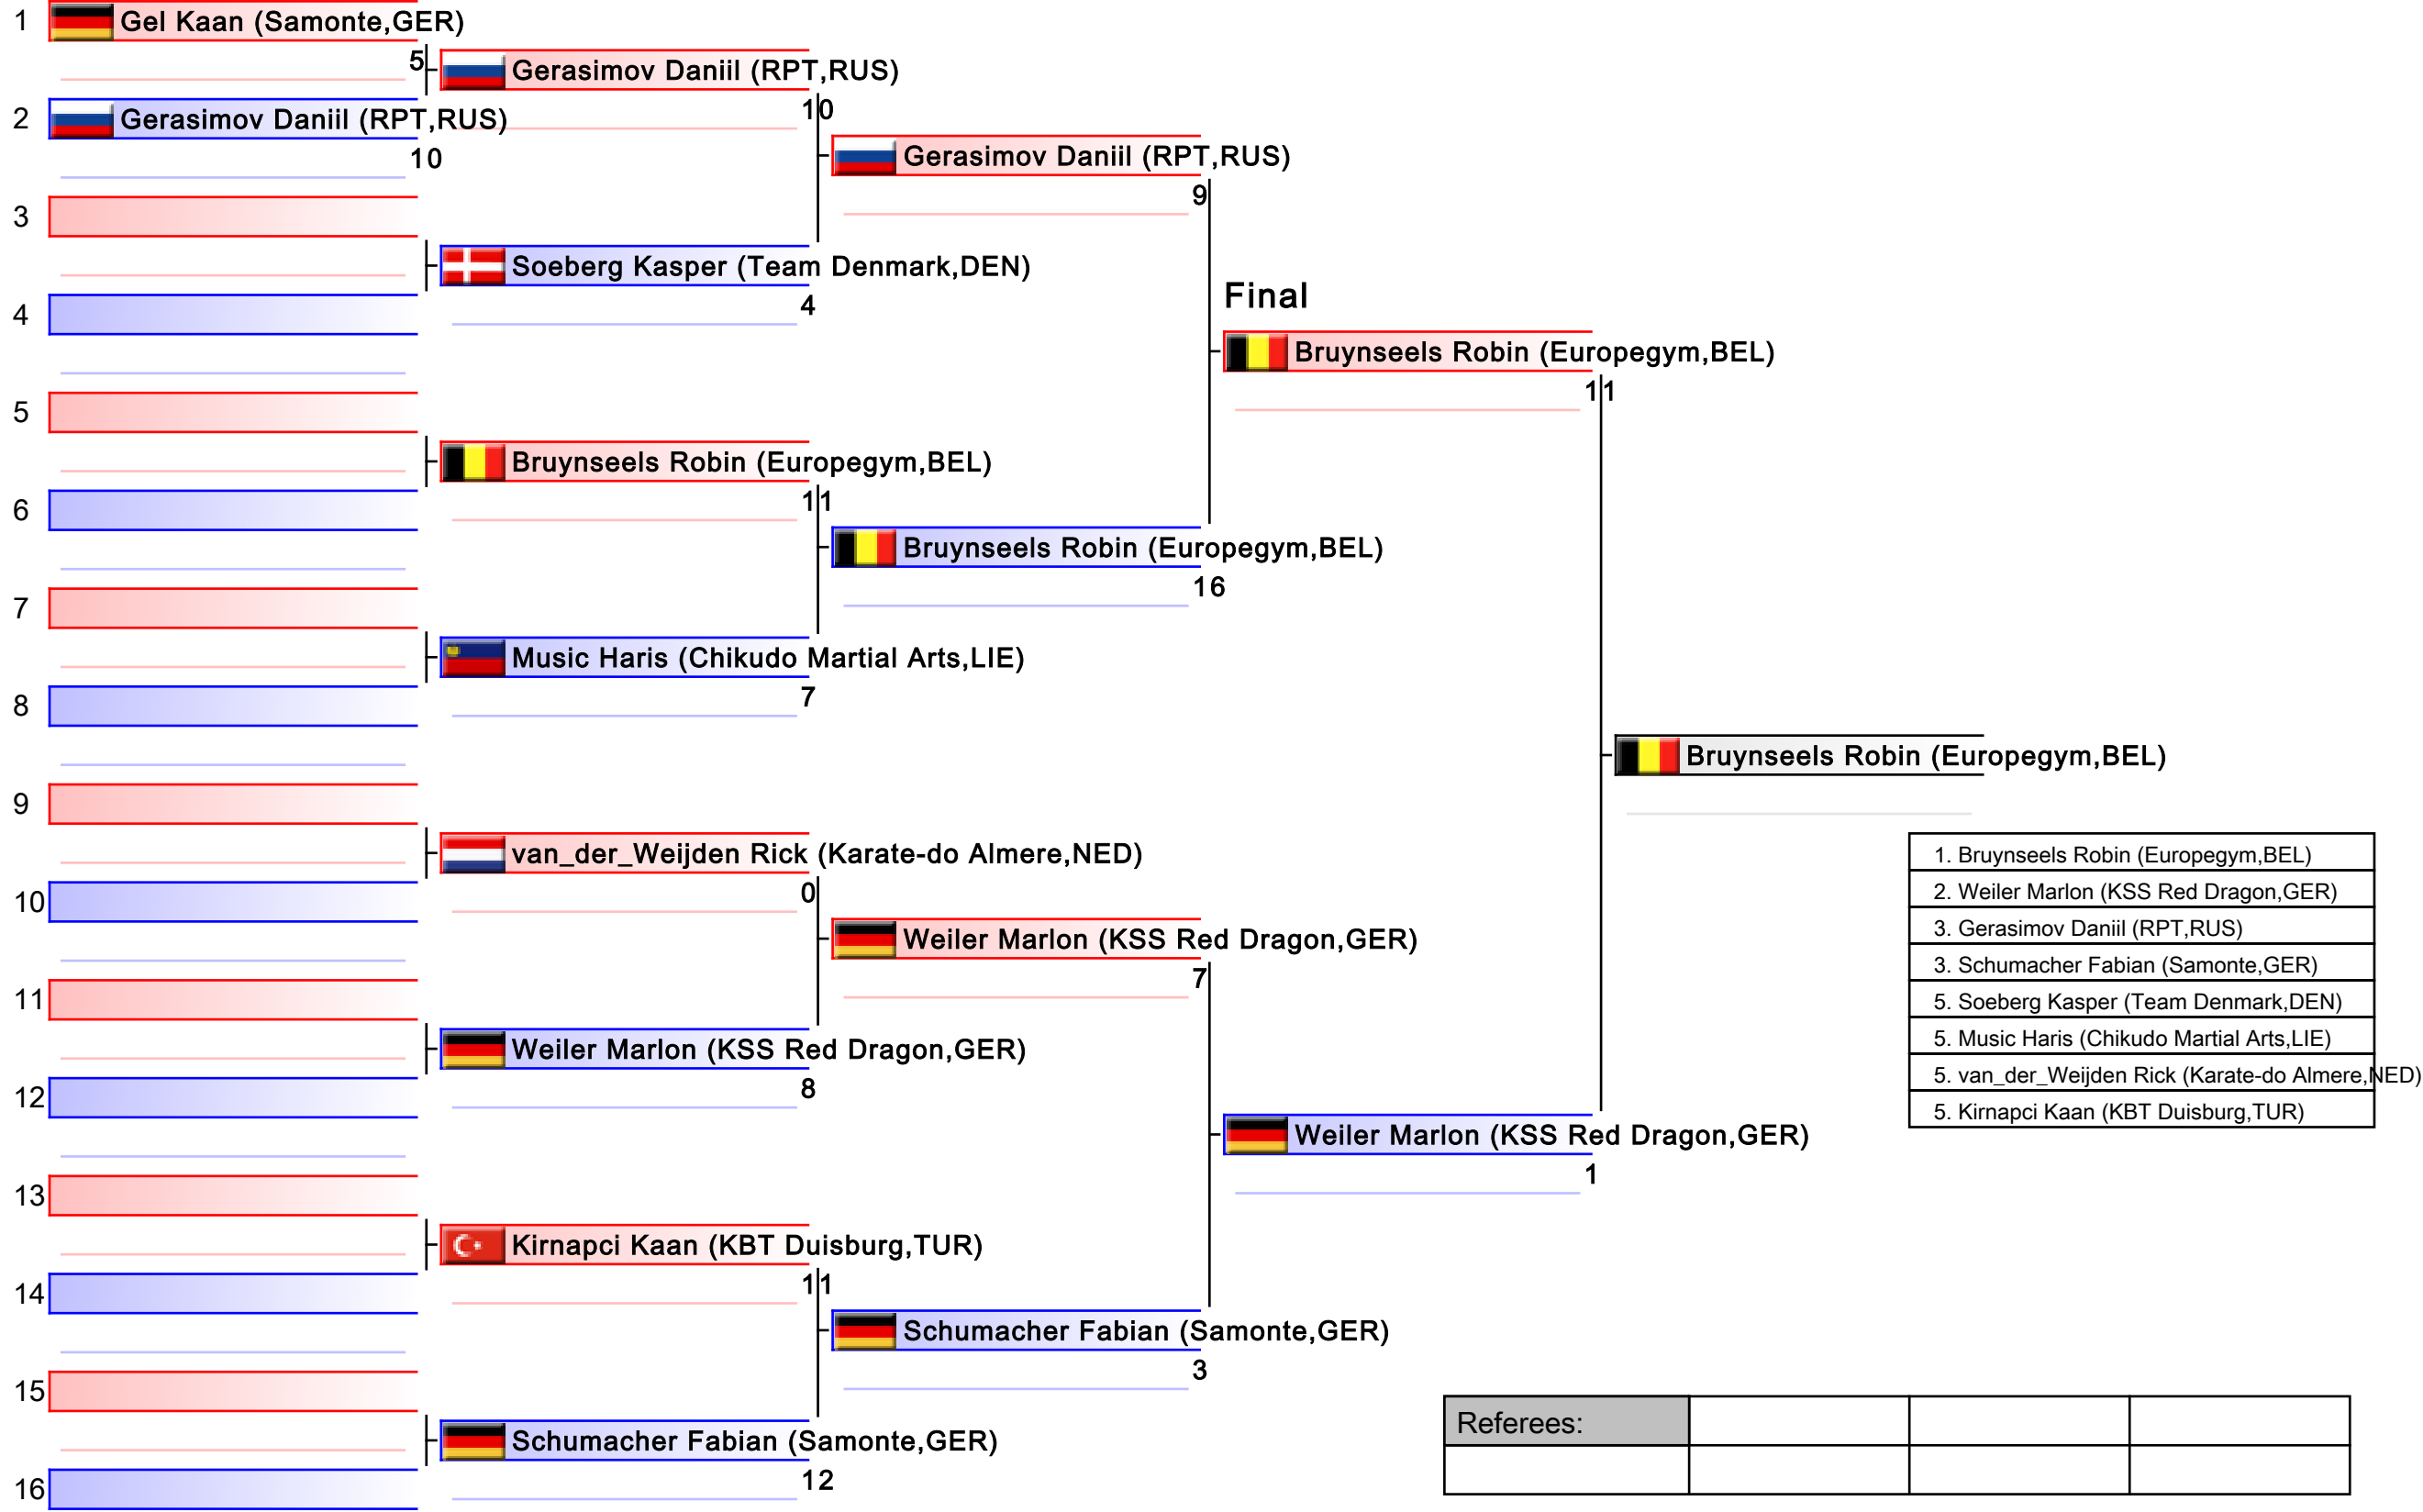 1
Gel Kaan (Samonte,GER)
5
Gerasimov Daniil (RPT,RUS)
10
2
Gerasimov Daniil (RPT,RUS)
10
Gerasimov Daniil (RPT,RUS)
9
3
Soeberg Kasper (Team Denmark,DEN)
4
4
Final
Bruynseels Robin (Europegym,BEL)
11
5
Bruynseels Robin (Europegym,BEL)
11
6
Bruynseels Robin (Europegym,BEL)
16
7
Music Haris (Chikudo Martial Arts,LIE)
7
8
Bruynseels Robin (Europegym,BEL)
9
van_der_Weijden Rick (Karate-do Almere,NED)
0
10
Weiler Marlon (KSS Red Dragon,GER)
7
11
Weiler Marlon (KSS Red Dragon,GER)
8
12
Weiler Marlon (KSS Red Dragon,GER)
1
13
Kirnapci Kaan (KBT Duisburg,TUR)
11
14
Schumacher Fabian (Samonte,GER)
3
15
Schumacher Fabian (Samonte,GER)
12
16
1. Bruynseels Robin (Europegym,BEL)
2. Weiler Marlon (KSS Red Dragon,GER)
3. Gerasimov Daniil (RPT,RUS)
3. Schumacher Fabian (Samonte,GER)
5. Soeberg Kasper (Team Denmark,DEN)
5. Music Haris (Chikudo Martial Arts,LIE)
5. van_der_Weijden Rick (Karate-do Almere,NED)
5. Kirnapci Kaan (KBT Duisburg,TUR)
Referees: